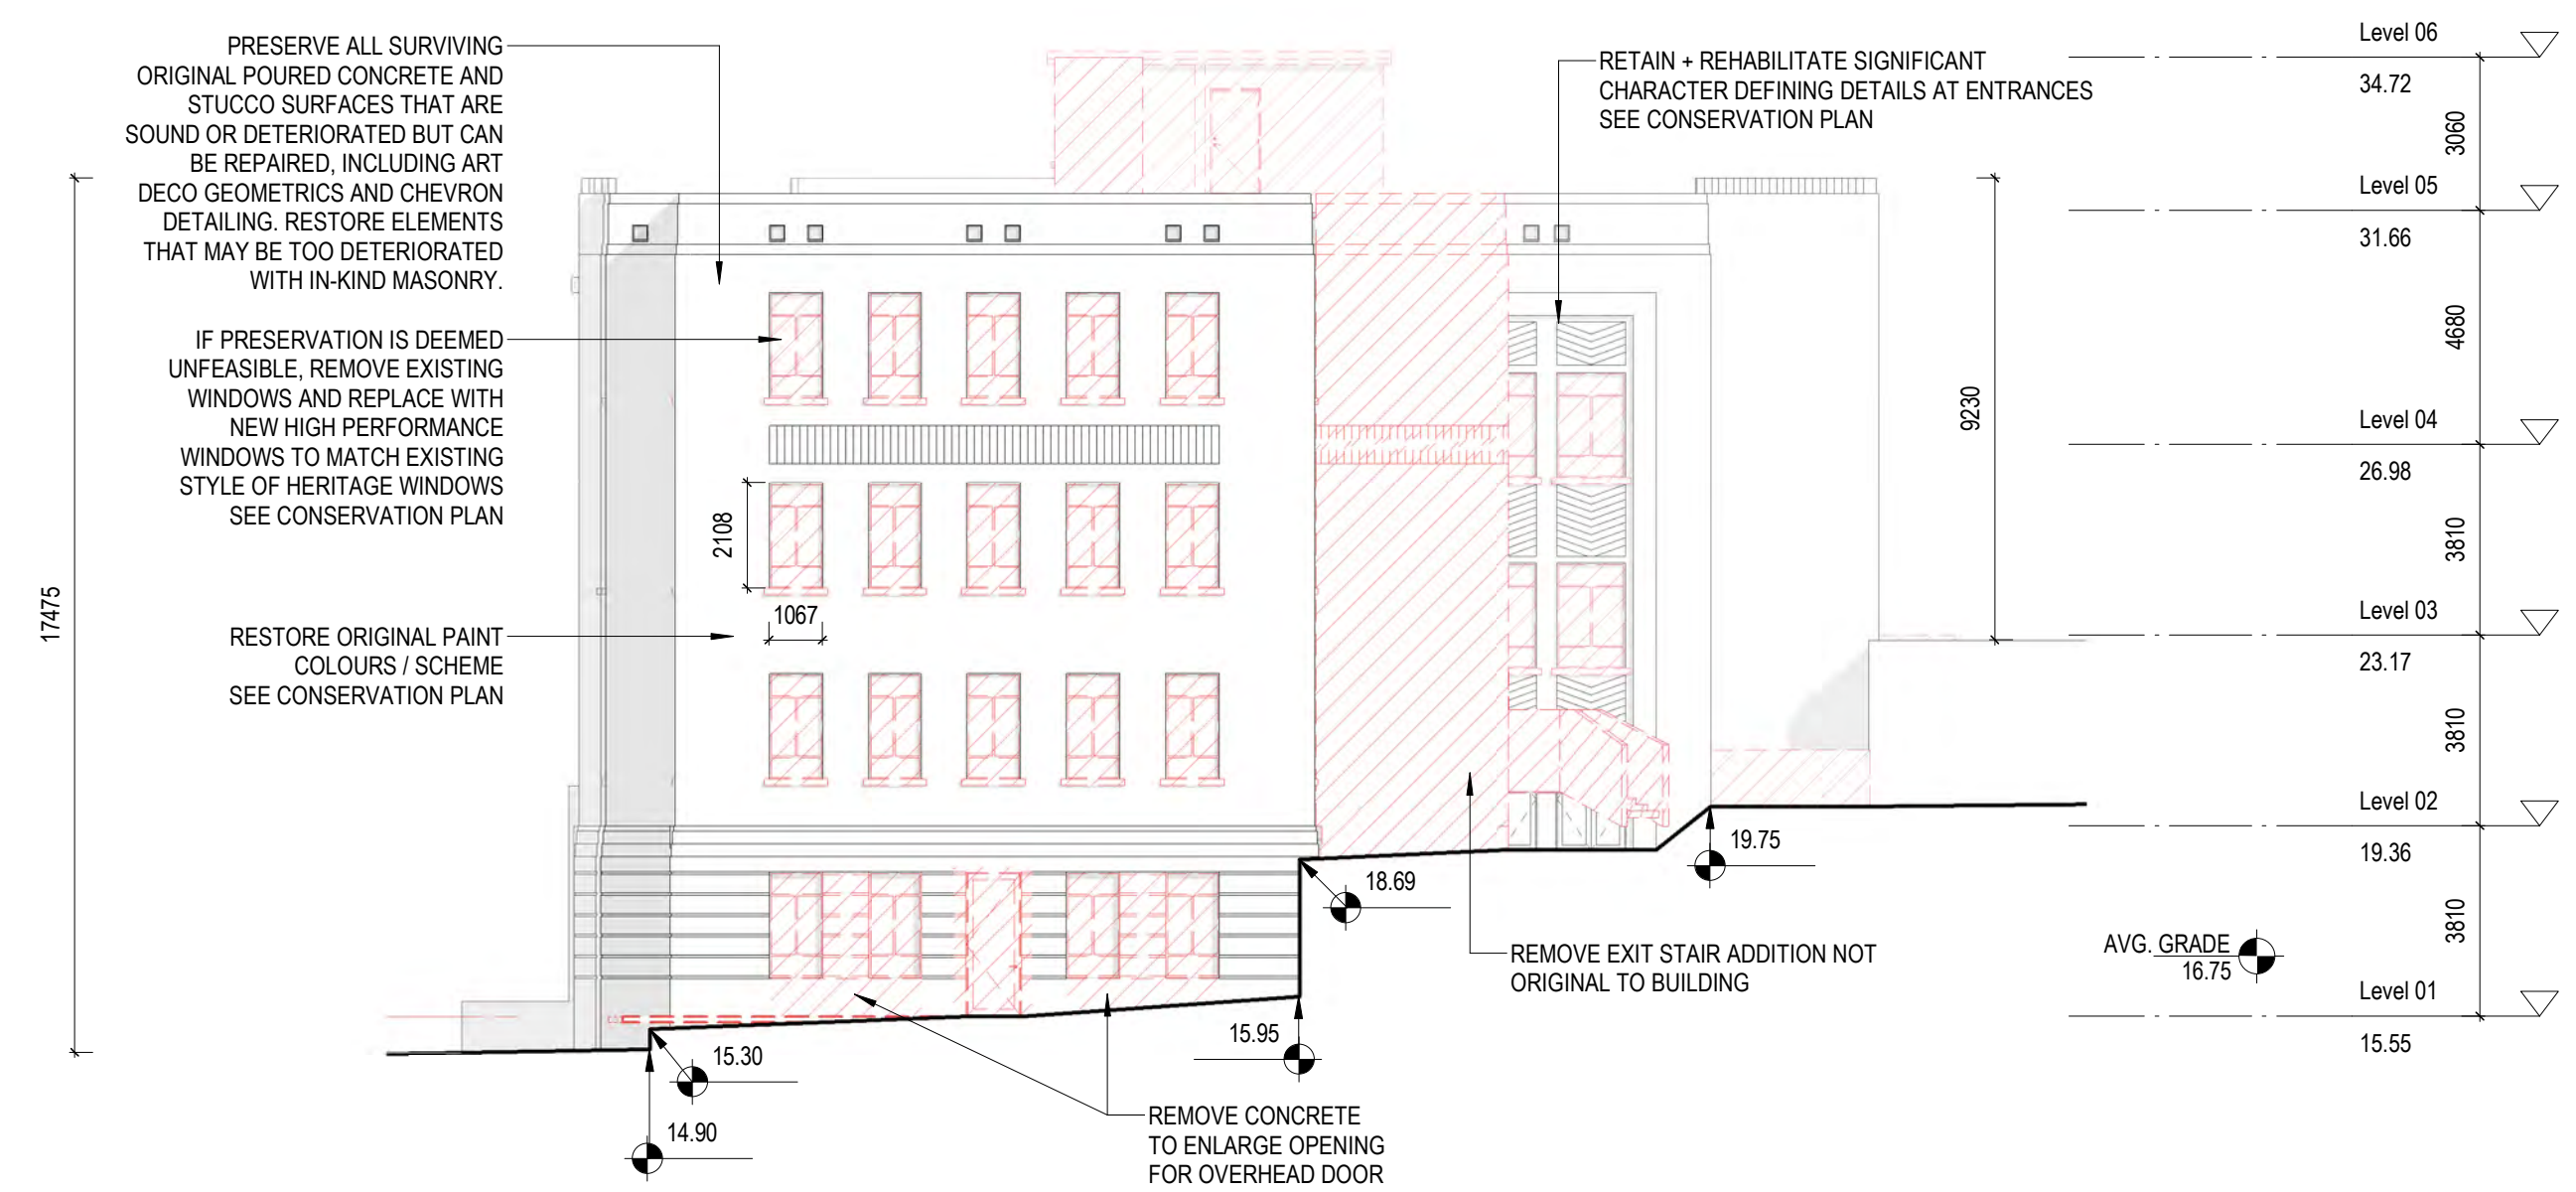 PRESERVE ALL SURVIVING
ORIGINAL POURED CONCRETE AND
STUCCO SURFACES THAT ARE
SOUND OR DETERIORATED BUT CAN
BE REPAIRED, INCLUDING ART
DECO GEOMETRICS AND CHEVRON
DETAILING. RESTORE ELEMENTS
THAT MAY BE TOO DETERIORATED
WITH IN-KIND MASONRY.
IF PRESERVATION IS DEEMED
UNFEASIBLE, REMOVE EXISTING
WINDOWS AND REPLACE WITH
NEW HIGH PERFORMANCE
WINDOWS TO MATCH EXISTING
STYLE OF HERITAGE WINDOWS
SEE CONSERVATION PLAN
RESTORE ORIGINAL PAINT
COLOURS / SCHEME
SEE CONSERVATION PLAN
17475
2108
1067
RETAIN + REHABILITATE SIGNIFICANT
CHARACTER DEFINING DETAILS AT ENTRANCES
SEE CONSERVATION PLAN
9230
19.75
18.69
REMOVE EXIT STAIR ADDITION NOT
ORIGINAL TO BUILDING
15.95
15.30
14.90
REMOVE CONCRETE
TO ENLARGE OPENING
FOR OVERHEAD DOOR
Level 06
34.72
3060
Level 05
31.66
4680
Level 04
26.98
3810
Level 03
23.17
3810
Level 02
19.36
3810
AVG. GRADE
16.75
Level 01
15.55